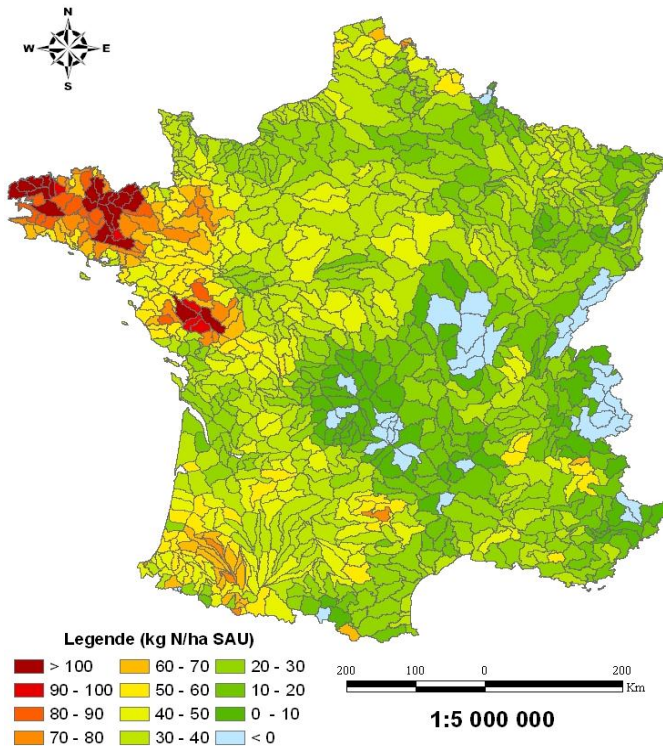 N
W E
S
Legende (kg N/ha SAU)
> 100 60 - 70 20 - 30
90 - 100 50 - 60 10 - 20
80 - 90 40 - 50 0 - 10
70 - 80 30 - 40 < 0
200 100 0 200
Km
1:5 000 000